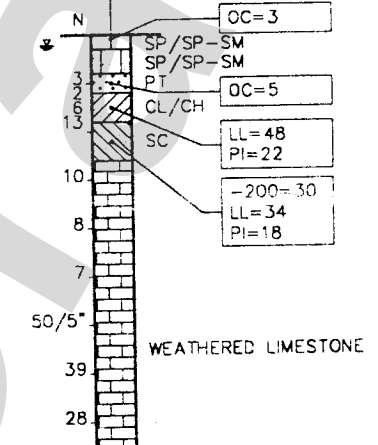 N
OC=3
SP/SP-SM
SP/SP-SM
3
PT
OC=5
2
6
CL/CH
13
LL=48
PI=22
SC
10
-200=30
LL=34
PI=18
8
7
50/5"
WEATHERED LIMESTONE
39
28